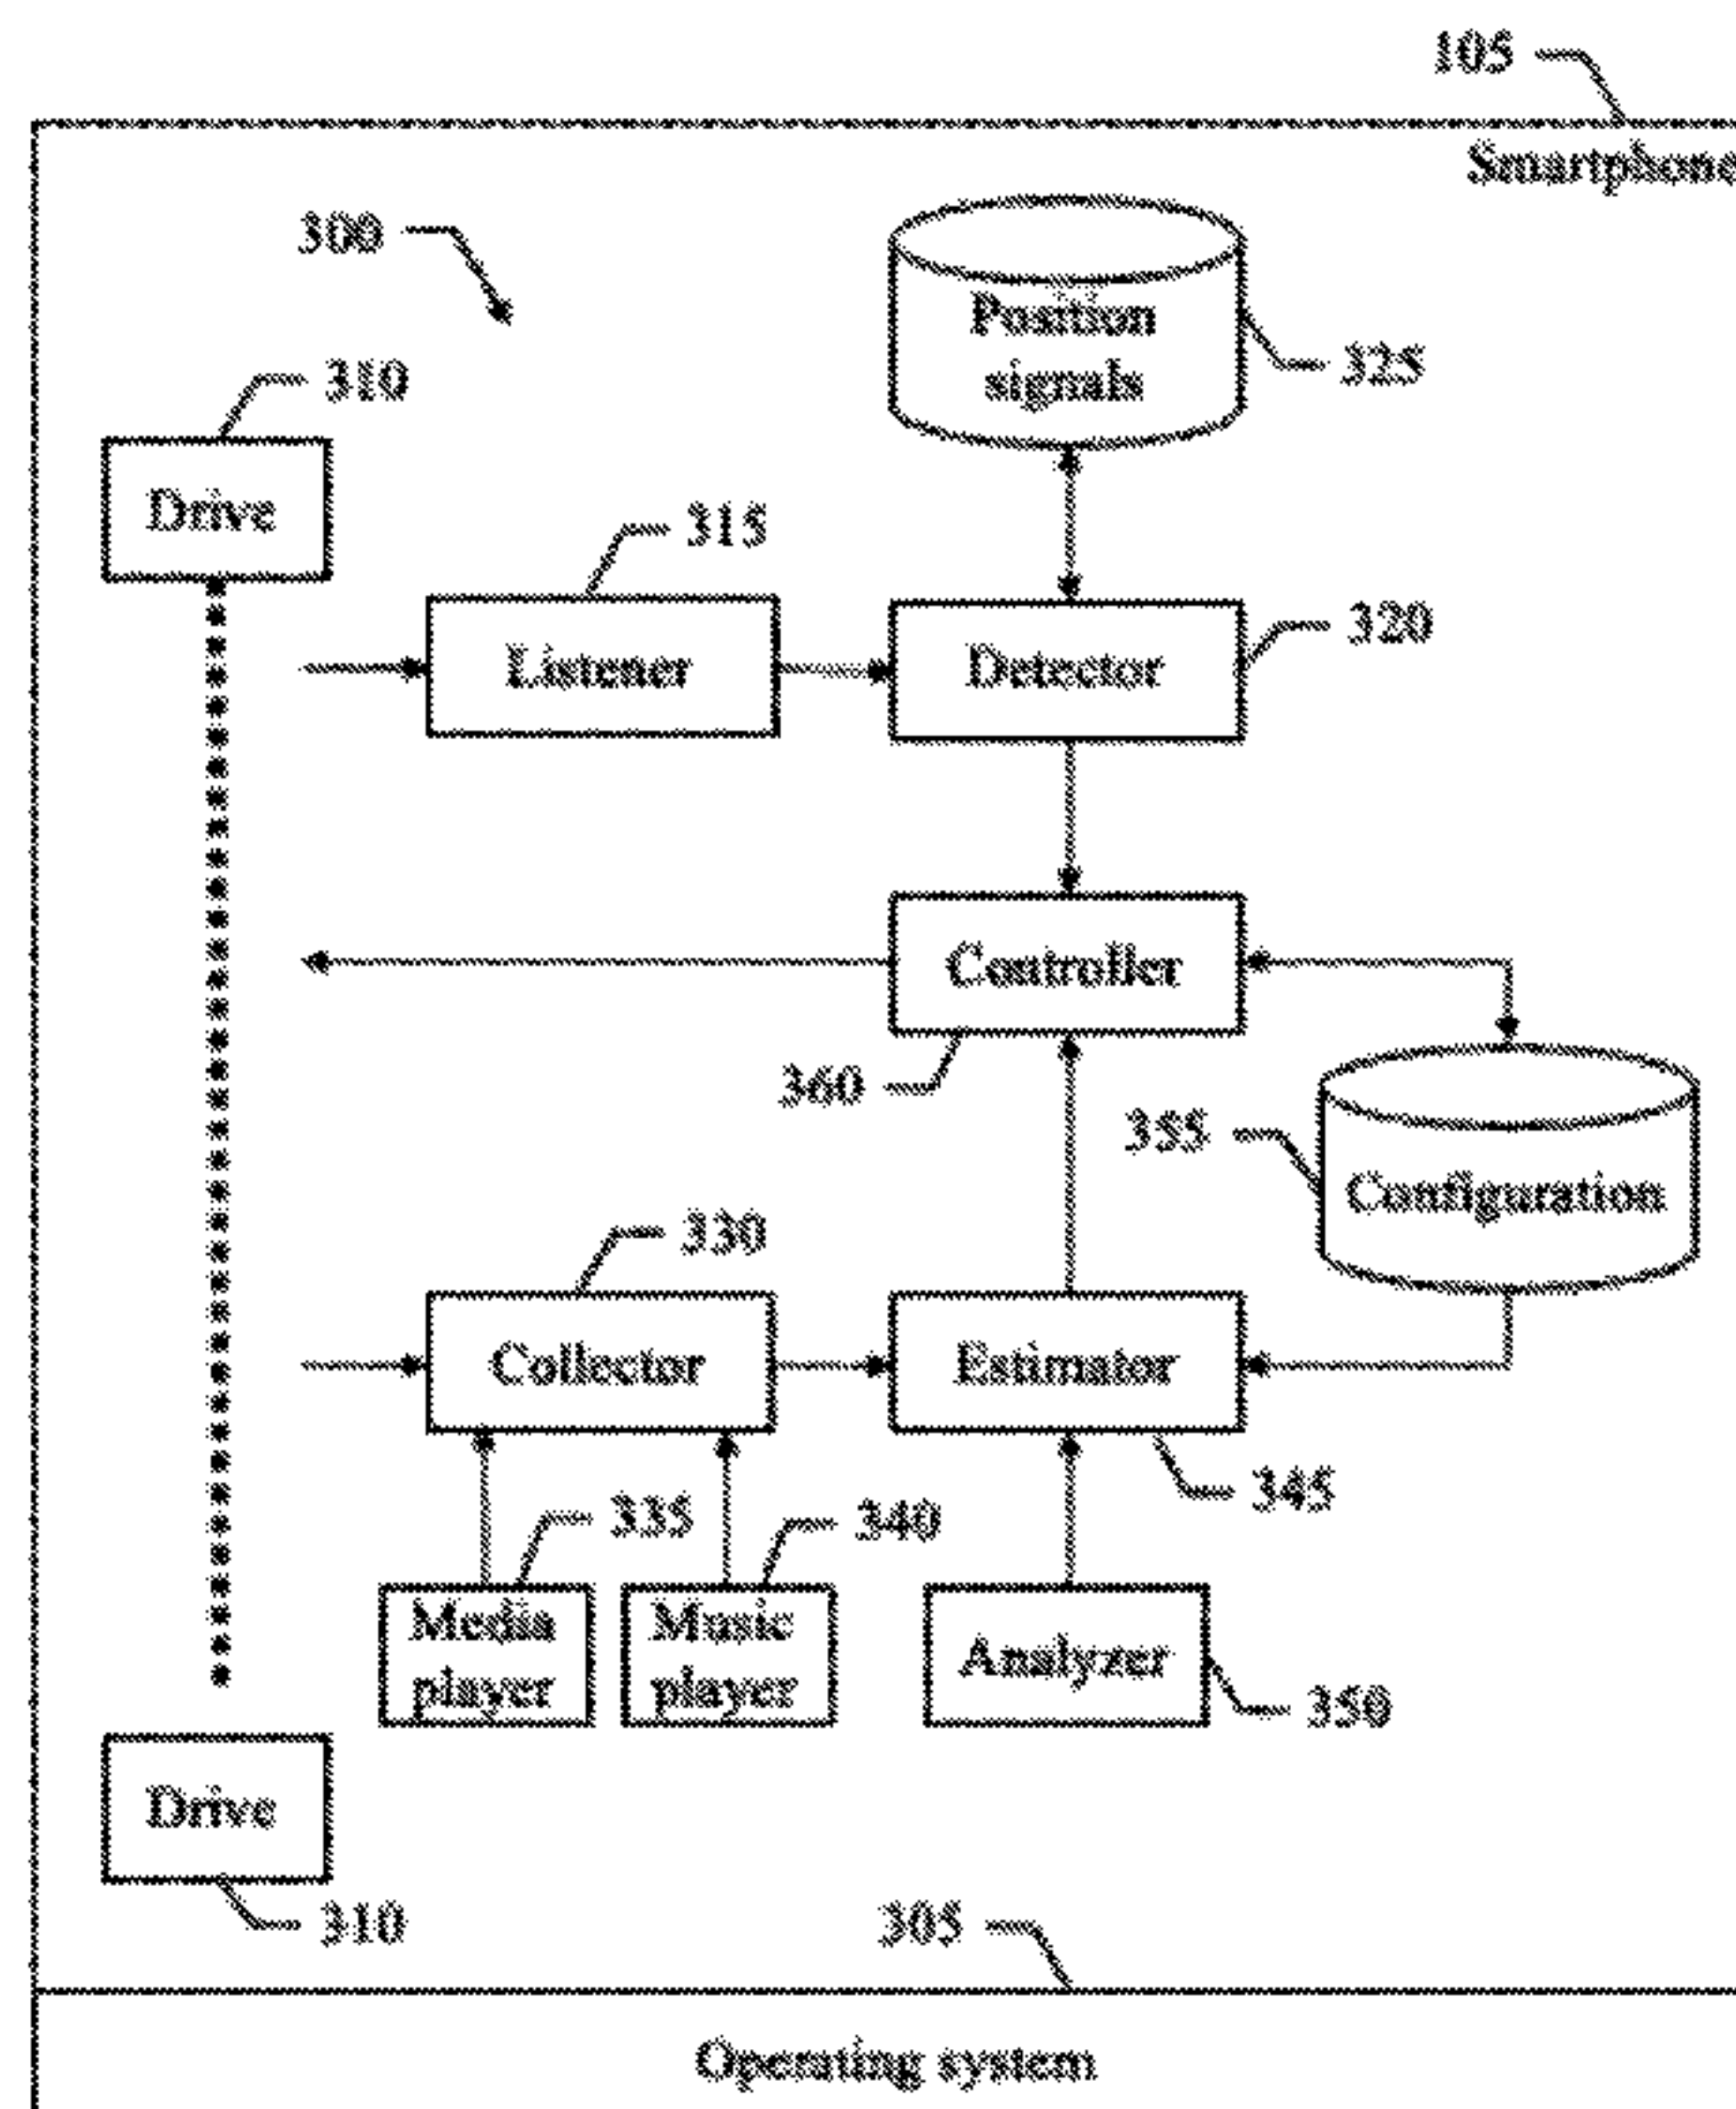 105
Smartphone
300
Position
signals
325
310
Drive
315
Listener
Detector
320
Controller
360
355
Configuration
330
Collector
Estimator
345
335
340
Media
player
Music
player
Analyzer
350
Drive
310
305
Operating system